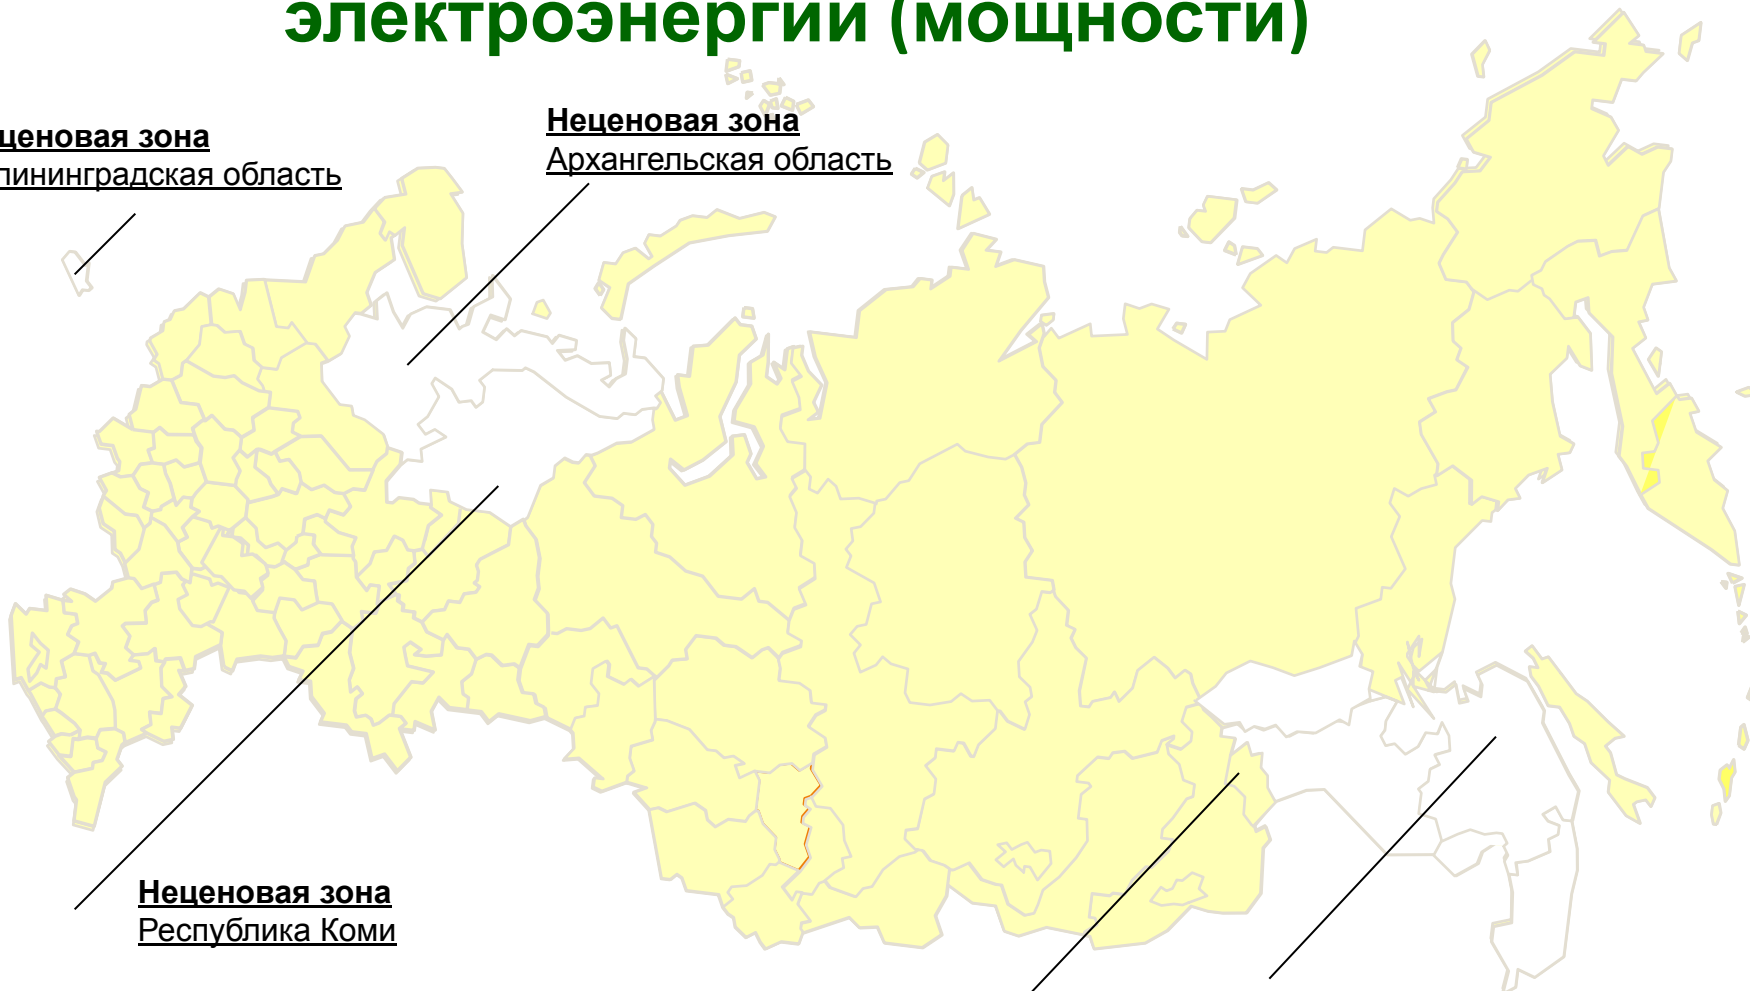 электроэнергии (мощности)
ценовая зона
лининградская область
Неценовая зона
Архангельская область
Неценовая зона
Республика Коми